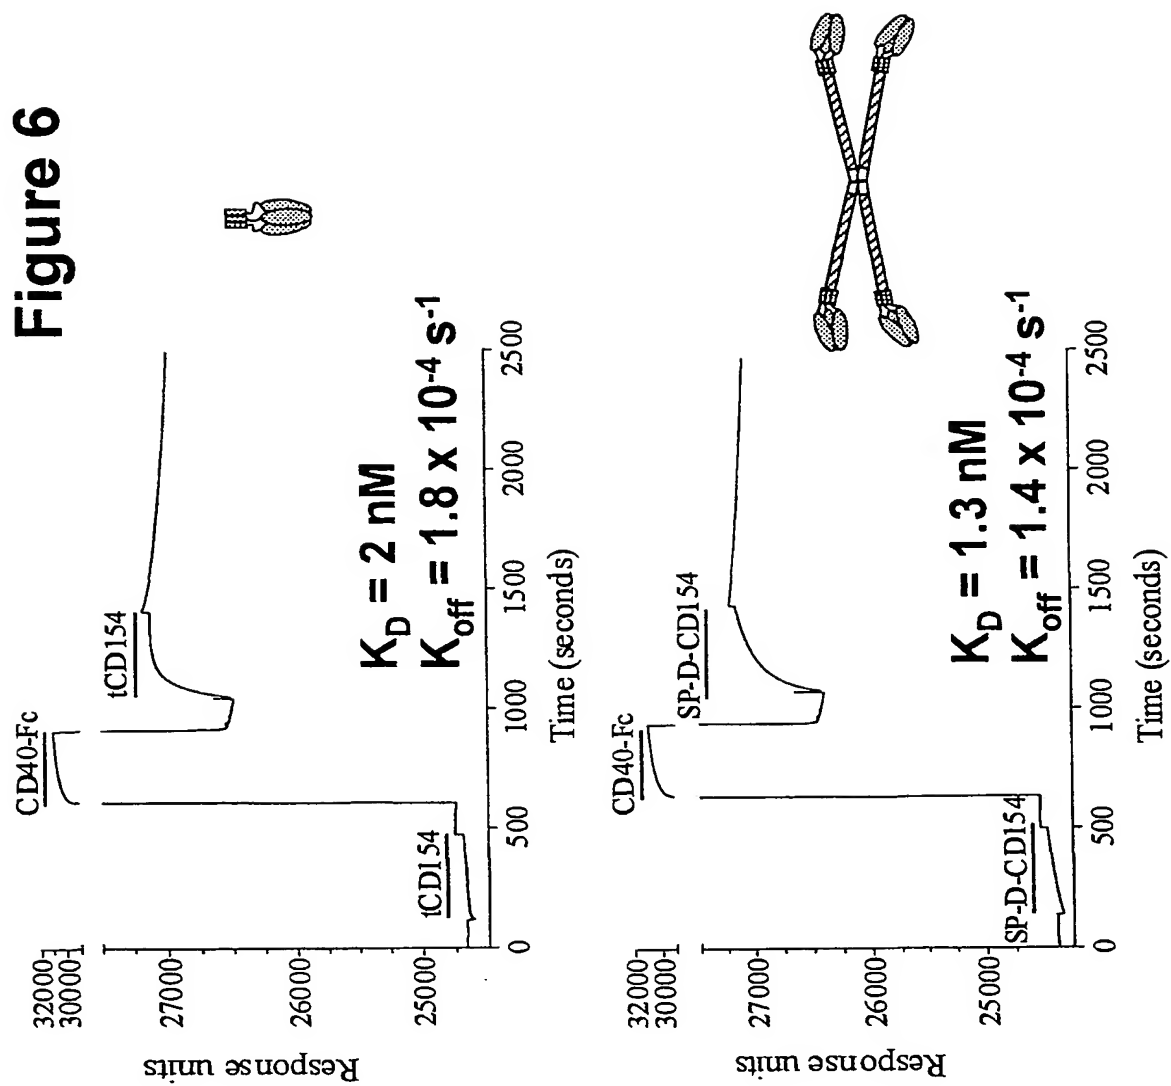 Figure 6
32000
30000
27000
26000
25000
Response units
CD40-Fc
tCD154
tCD154
K_D = 2 nM
K_off = 1.8 x 10^-4 s^-1
0
500
1000
1500
2000
2500
Time (seconds)
32000
30000
27000
26000
25000
Response units
CD40-Fc
SP-D-CD154
SP-D-CD154
K_D = 1.3 nM
K_off = 1.4 x 10^-4 s^-1
0
500
1000
1500
2000
2500
Time (seconds)